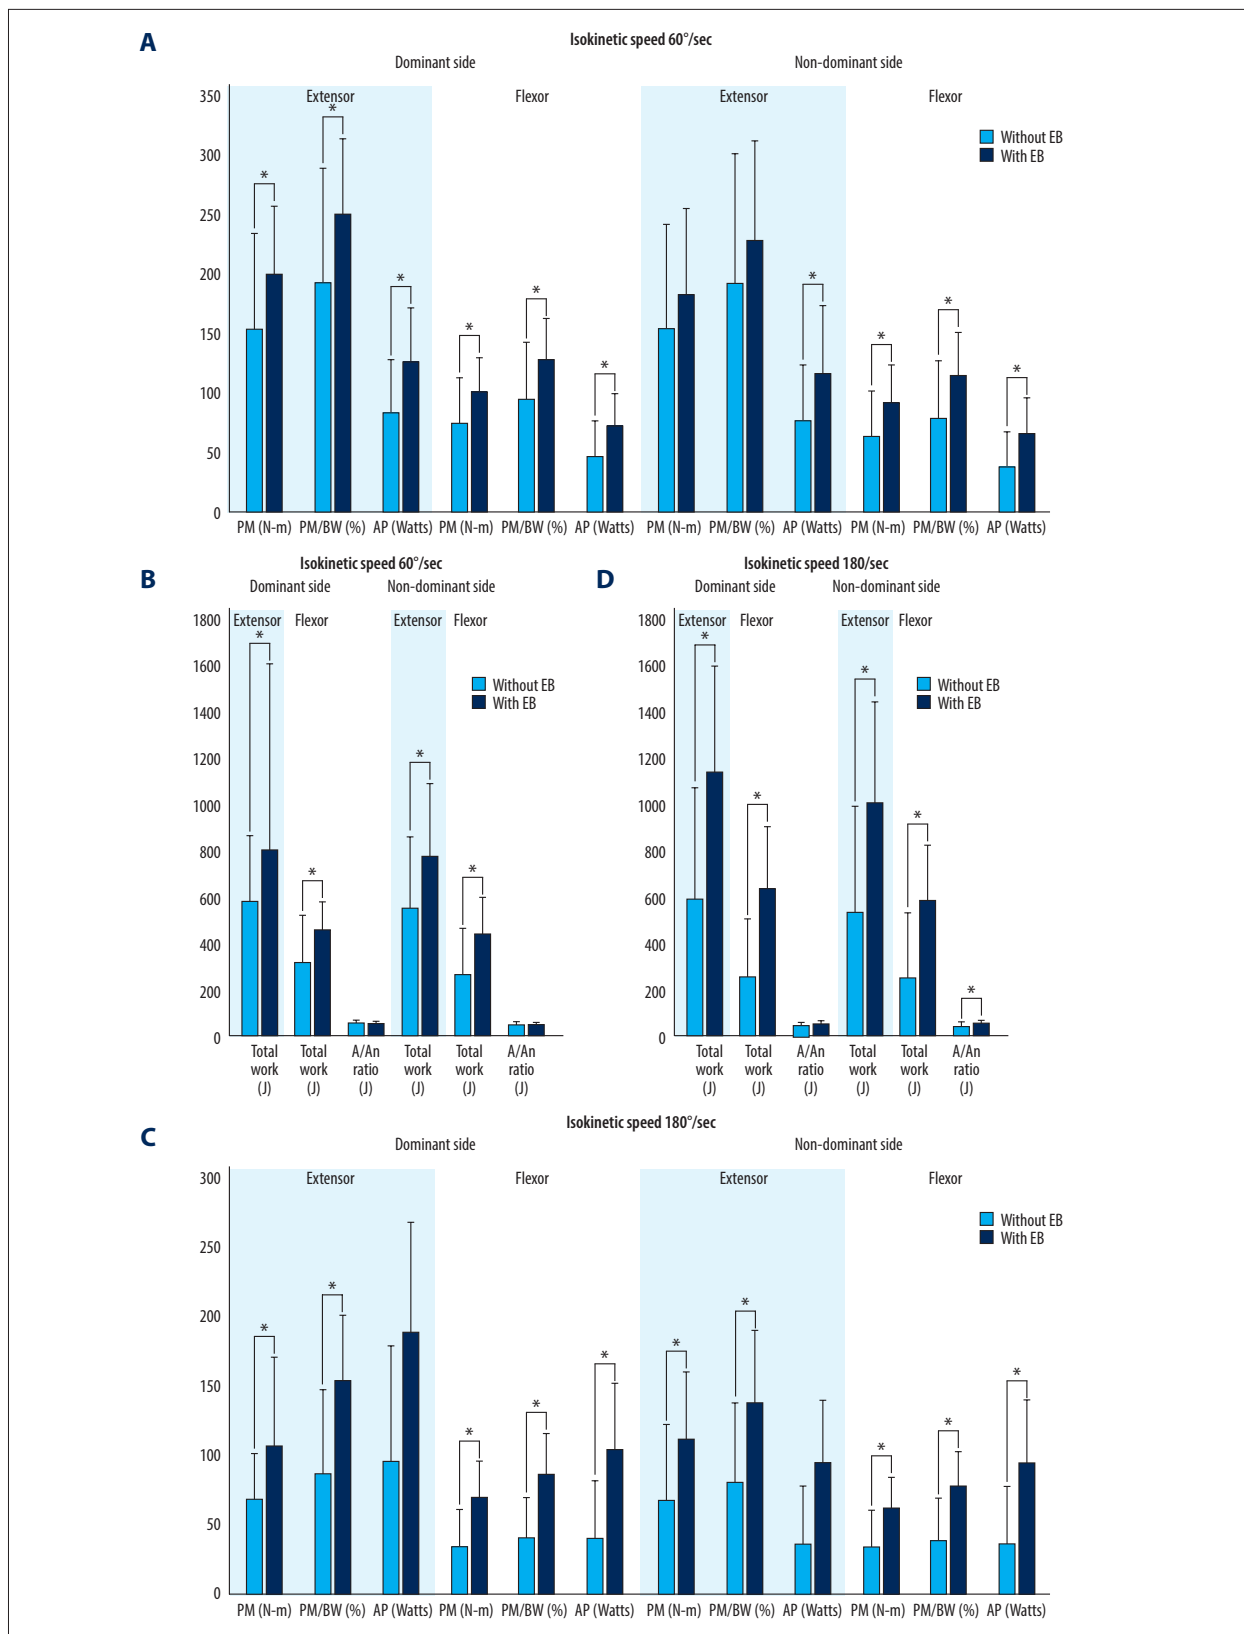 A
Isokinetic speed 60°/sec
Dominant side Non-dominant side
350 Extensor Flexor Extensor Flexor
* 
Without EB
With EB
300
* * * * * * * * *
250
200
150
100
50
0
PM (N-m) PM/BW (%) AP (Watts) PM (N-m) PM/BW (%) AP (Watts) PM (N-m) PM/BW (%) AP (Watts) PM (N-m) PM/BW (%) AP (Watts)
B
Isokinetic speed 60°/sec
Dominant side Non-dominant side
1800 Extensor Flexor Extensor Flexor
* * * *
1600
Without EB
With EB
1400
1200
1000
800
600
400
200
0
Total work (J) Total work (J) A/An ratio (J) Total work (J) Total work (J) A/An ratio (J)
D
Isokinetic speed 180/sec
Dominant side Non-dominant side
1800 Extensor Flexor Extensor Flexor
* * * * *
1600
Without EB
With EB
1400
1200
1000
800
600
400
200
0
Total work (J) Total work (J) A/An ratio (J) Total work (J) Total work (J) A/An ratio (J)
C
Isokinetic speed 180°/sec
Dominant side Non-dominant side
300 Extensor Flexor Extensor Flexor
Without EB
With EB
250
* * * * * * * * * *
200
150
100
50
0
PM (N-m) PM/BW (%) AP (Watts) PM (N-m) PM/BW (%) AP (Watts) PM (N-m) PM/BW (%) AP (Watts) PM (N-m) PM/BW (%) AP (Watts)